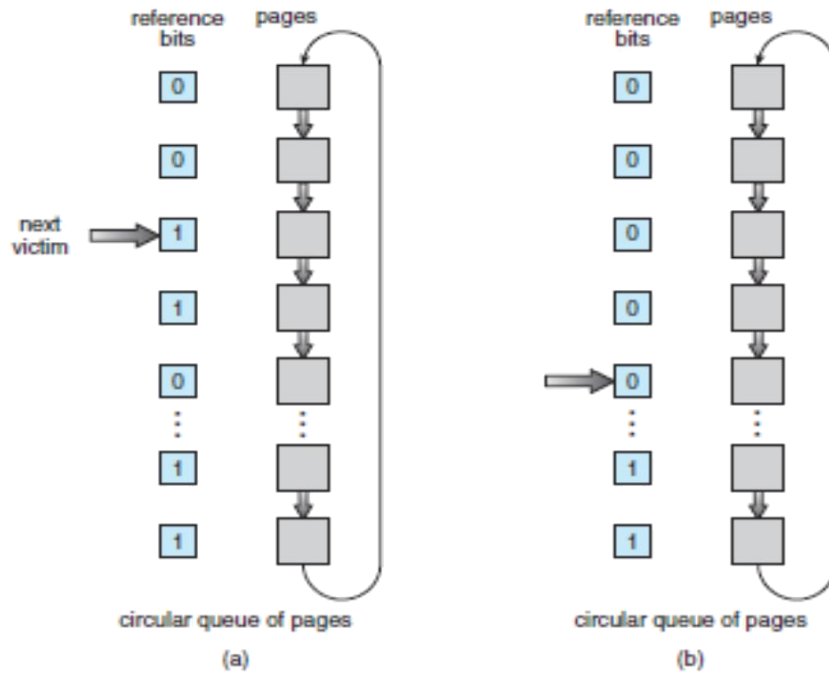 reference bits
pages
0
0
next victim
1
1
0
1
1
circular queue of pages
(a)
reference bits
pages
0
0
0
0
0
1
1
circular queue of pages
(b)